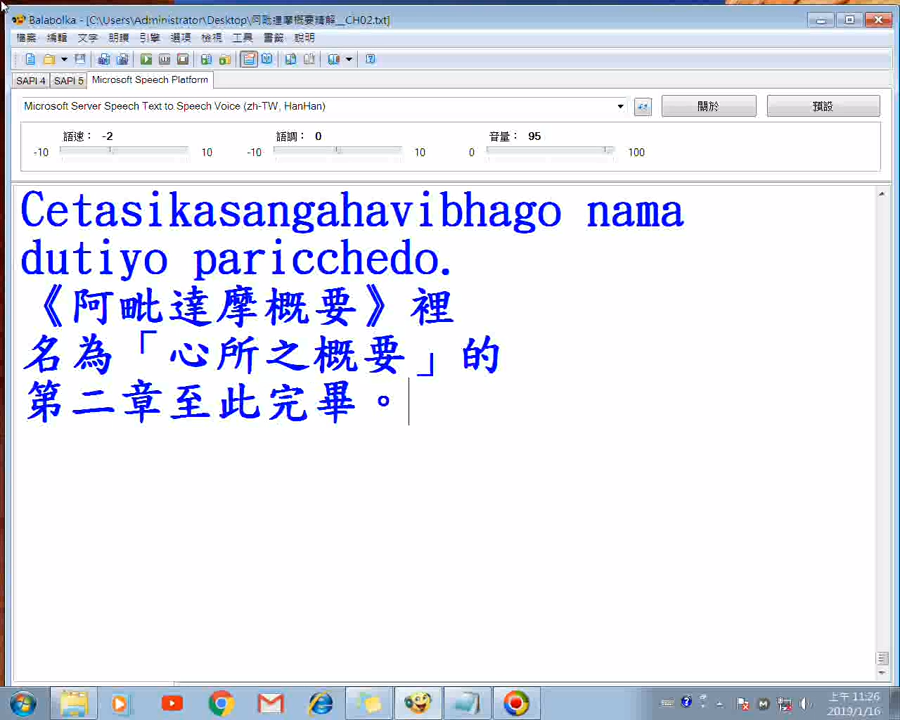 Balabolka - [C:\Users\Administrator\Desktop\阿毗達摩概要精解__CH02.txt]
檔案 編輯 文字 朗讀 引擎 選項 檢視 工具 書籤 說明
SAPI 4 SAPI 5 Microsoft Speech Platform
Microsoft Server Speech Text to Speech Voice (zh-TW, HanHan) 關於 預設
語速： -2 語調： 0 音量： 95
-10 10 -10 10 0 100
Cetasikasangahavibhago nama
dutiyo paricchedo.
《阿毗達摩概要》裡
名為「心所之概要」的
第二章至此完畢。
上午 11:26
2019/1/16